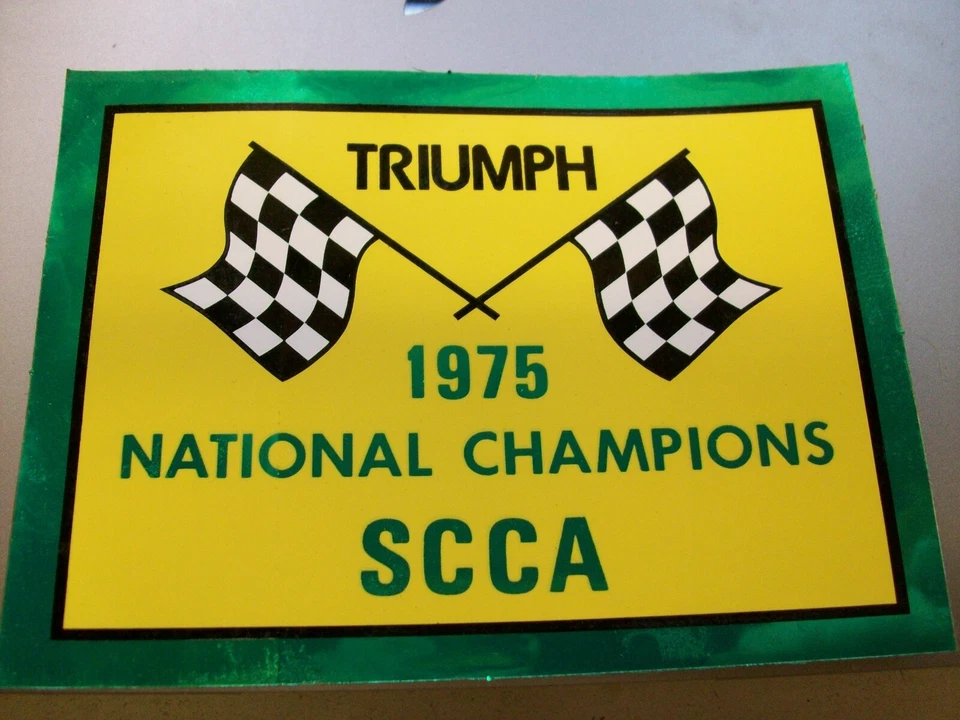 TRIUMPH
1975
NATIONAL CHAMPIONS
SCCA